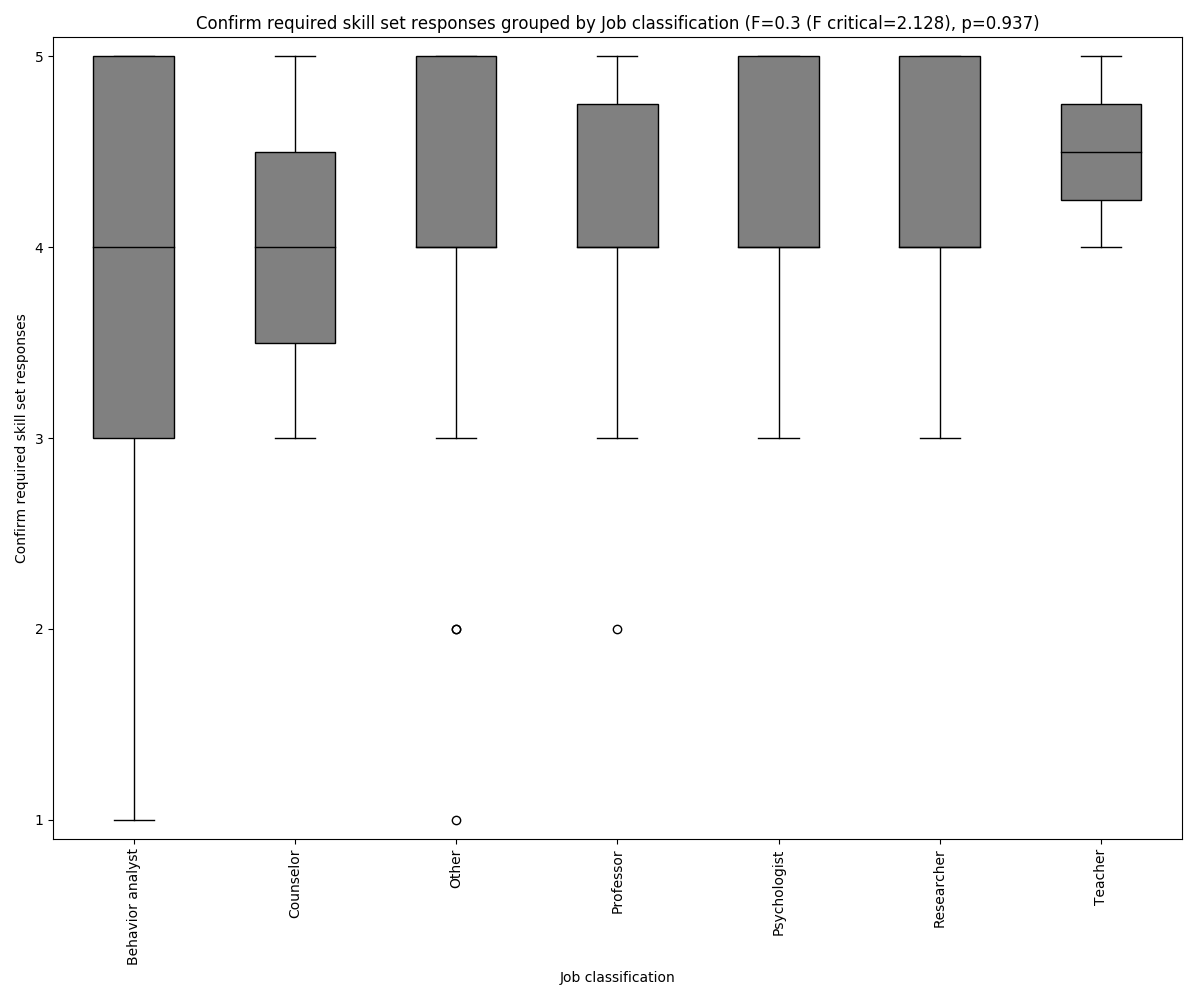 Confirm required skill set responses grouped by Job classification (F=0.3 (F critical=2.128), p=0.937)
Confirm required skill set responses
5
4
3
2
1
Behavior analyst
Counselor
Other
Professor
Psychologist
Researcher
Teacher
Job classification